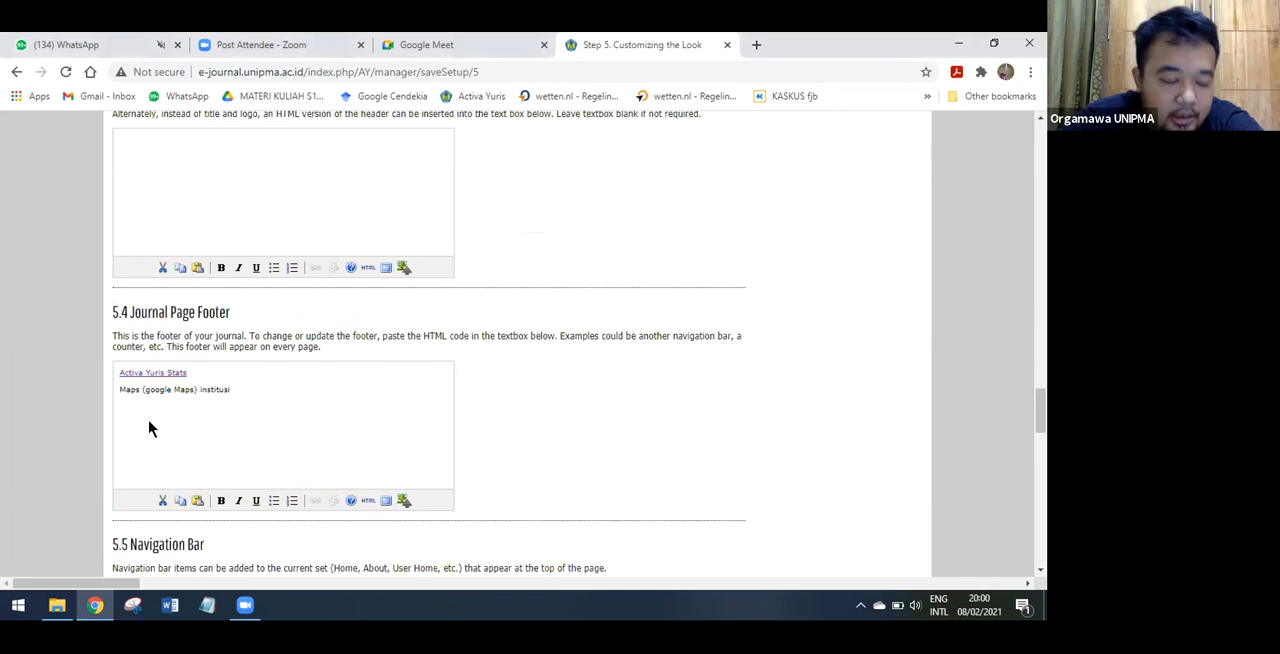 (134) WhatsApp
Post Attendee - Zoom
Google Meet
Step 5. Customizing the Look
Not secure
e-journal.unipma.ac.id/index.php/AY/manager/saveSetup/5
Apps
Gmail - Inbox
WhatsApp
MATERI KULIAH S1...
Google Cendekia
Activa Yuris
wetten.nl - Regelin...
wetten.nl - Regelin...
KASKUS fjb
»
Other bookmarks
Orgamawa UNIPMA
Alternately, instead of title and logo, an HTML version of the header can be inserted into the text box below. Leave textbox blank if not required.
B I U HTML
5.4 Journal Page Footer
This is the footer of your journal. To change or update the footer, paste the HTML code in the textbox below. Examples could be another navigation bar, a
counter, etc. This footer will appear on every page.
Activa Yuris Stats
Maps (google Maps) institusi
B I U HTML
5.5 Navigation Bar
Navigation bar items can be added to the current set (Home, About, User Home, etc.) that appear at the top of the page.
ENG
INTL
20:00
08/02/2021
1